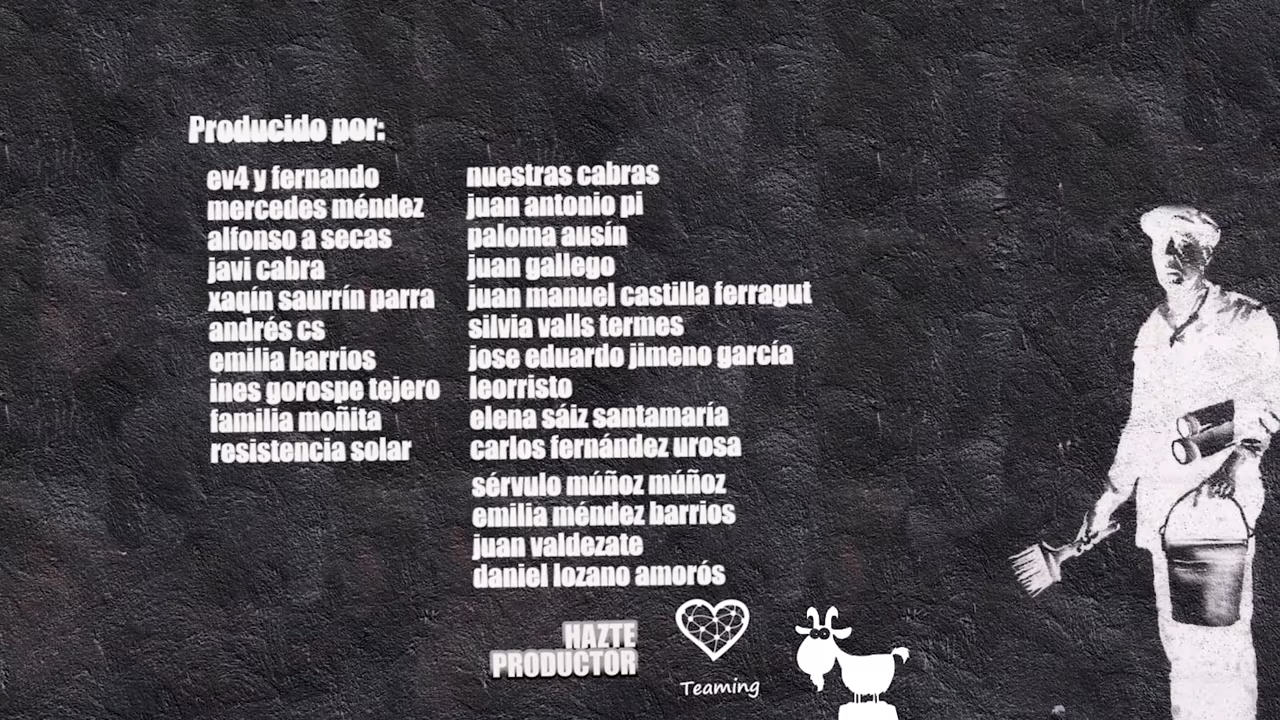 Producido por:
ev4 y fernando
mercedes méndez
alfonso a secas
javi cabra
xaqín saurrín parra
andrés cs
emilia barrios
ines gorospe tejero
familia moñita
resistencia solar
nuestras cabras
juan antonio pi
paloma ausín
juan gallego
juan manuel castilla ferragut
silvia valls termes
jose eduardo jimeno garcía
leorristo
elena sáiz santamaría
carlos fernández urosa
sérvulo múñoz múñoz
emilia méndez barrios
juan valdezate
daniel lozano amorós
HAZTE
PRODUCTOR
Teaming